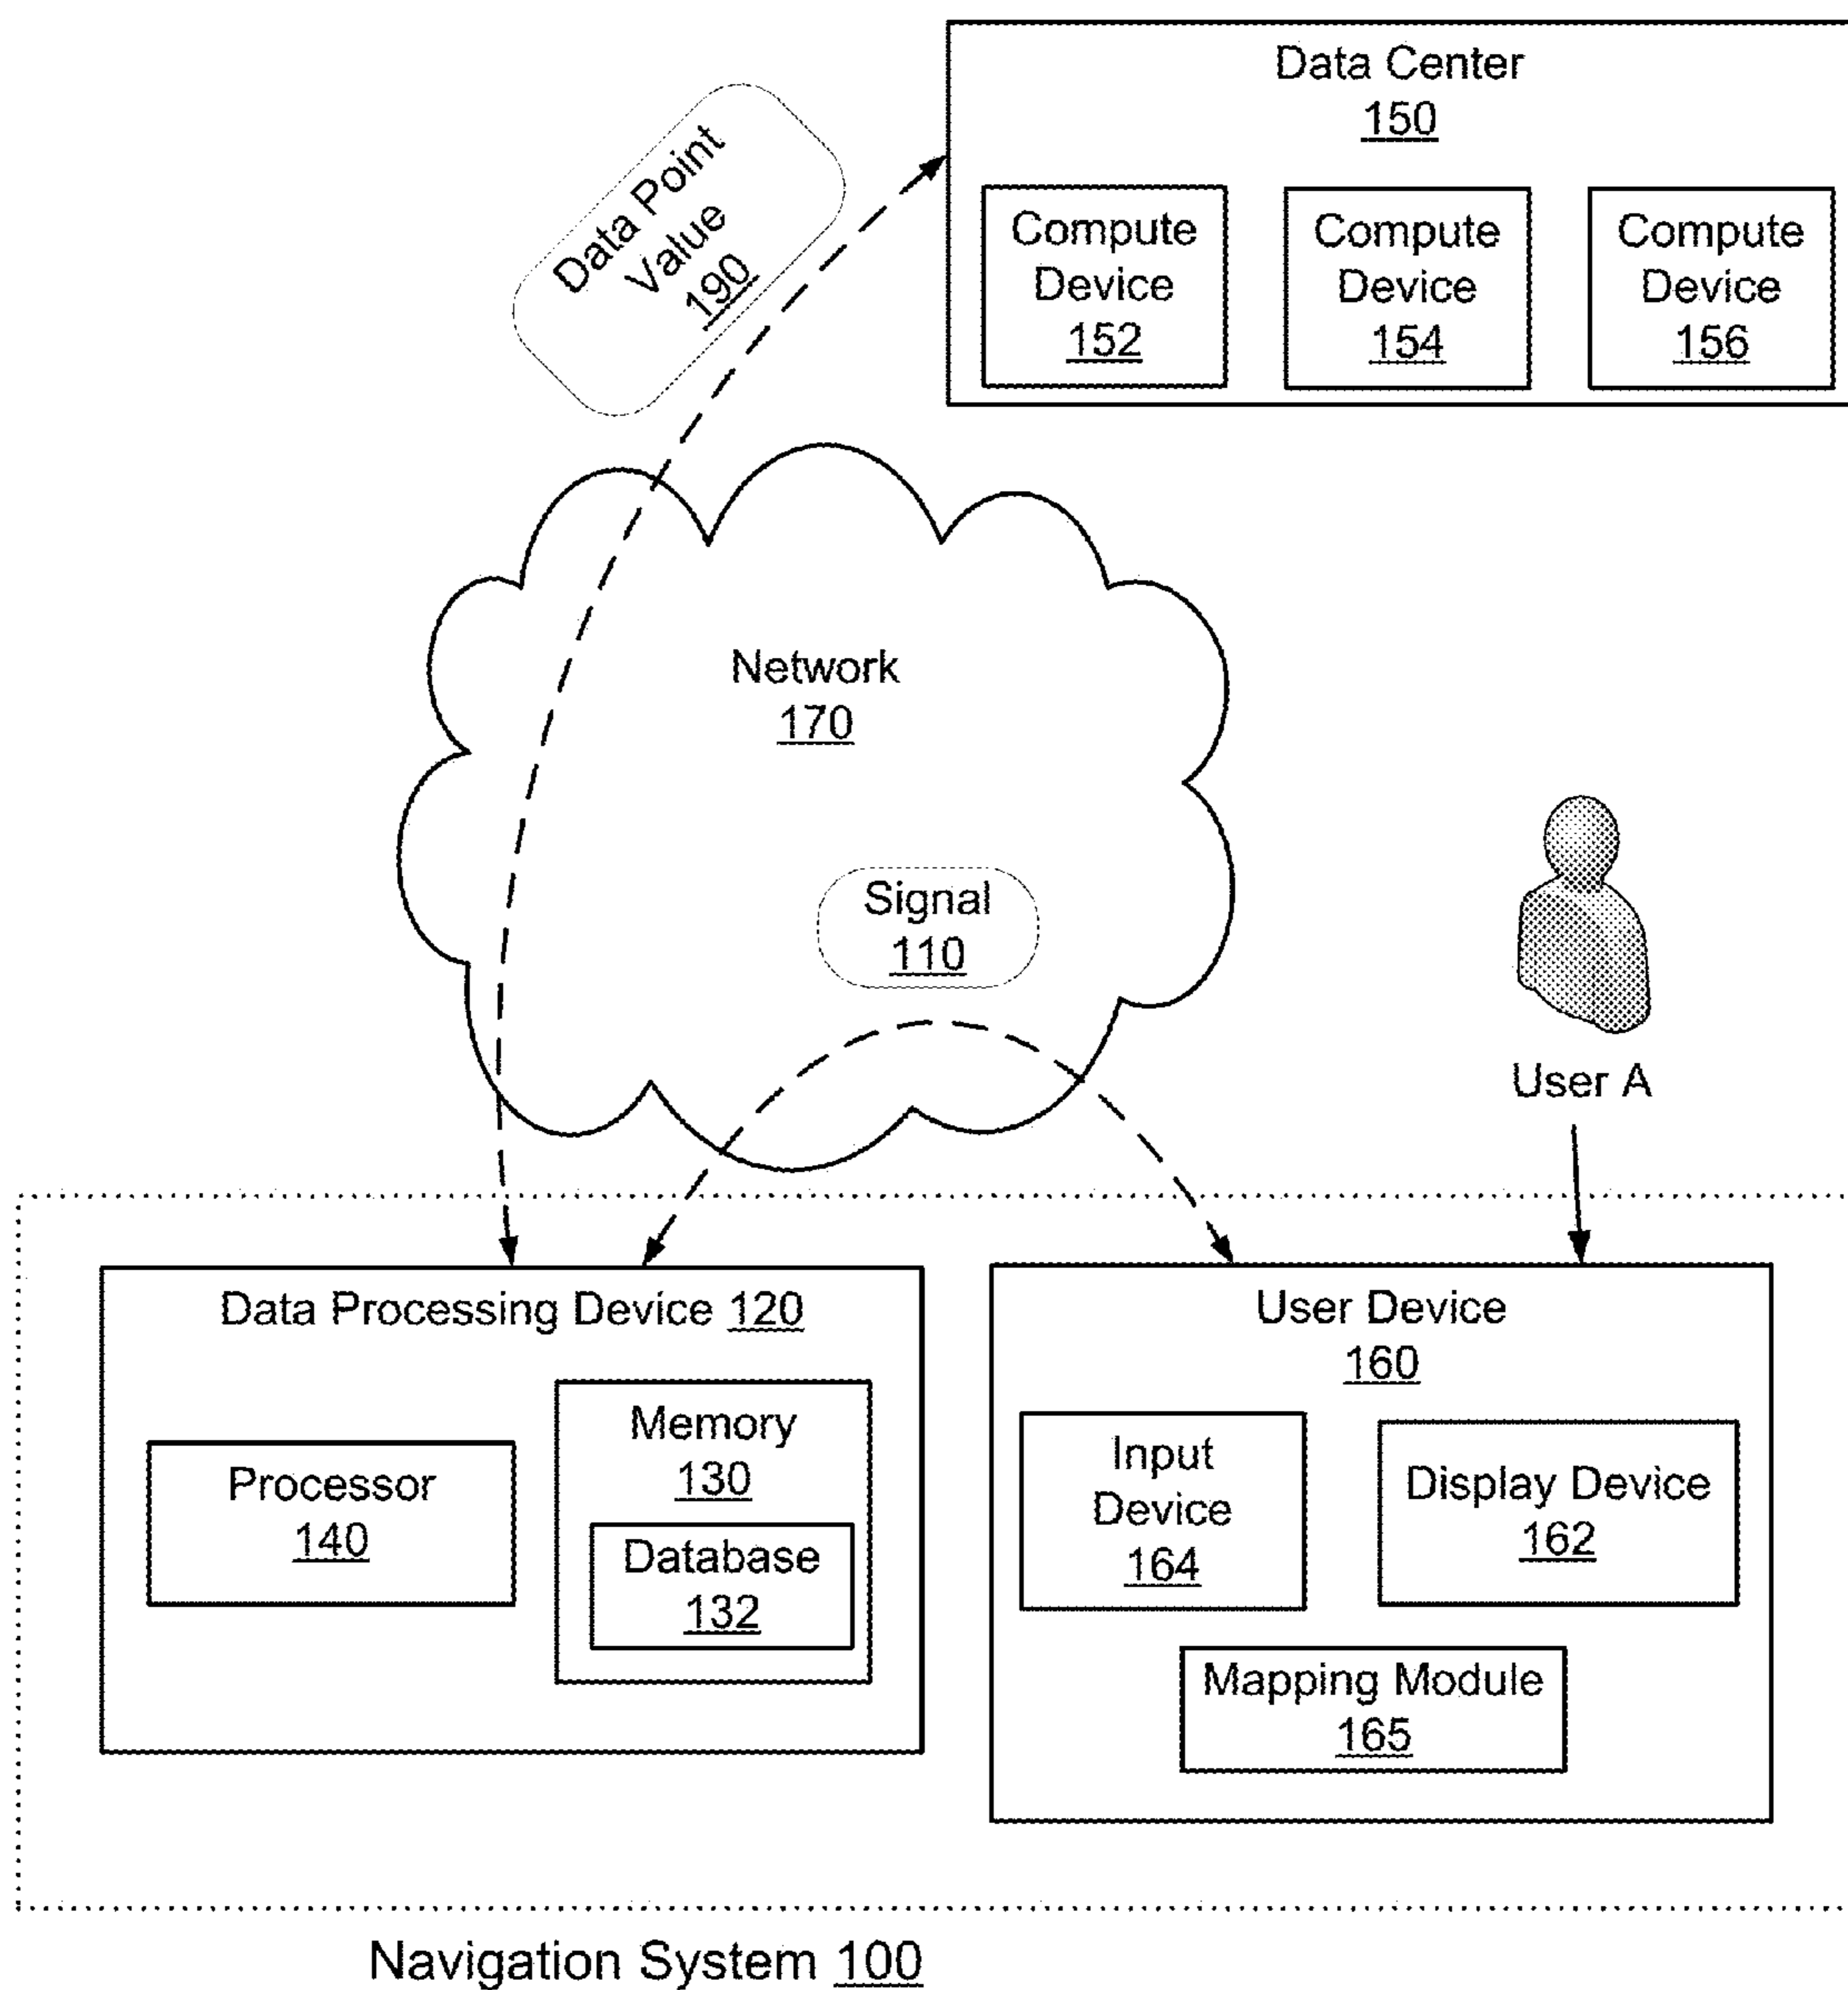 Data Center
150
Compute
Device
152
Compute
Device
154
Compute
Device
156
Data Point
Value
190
Network
170
Signal
110
User A
Data Processing Device 120
Processor
140
Memory
130
Database
132
User Device
160
Input
Device
164
Display Device
162
Mapping Module
165
Navigation System 100